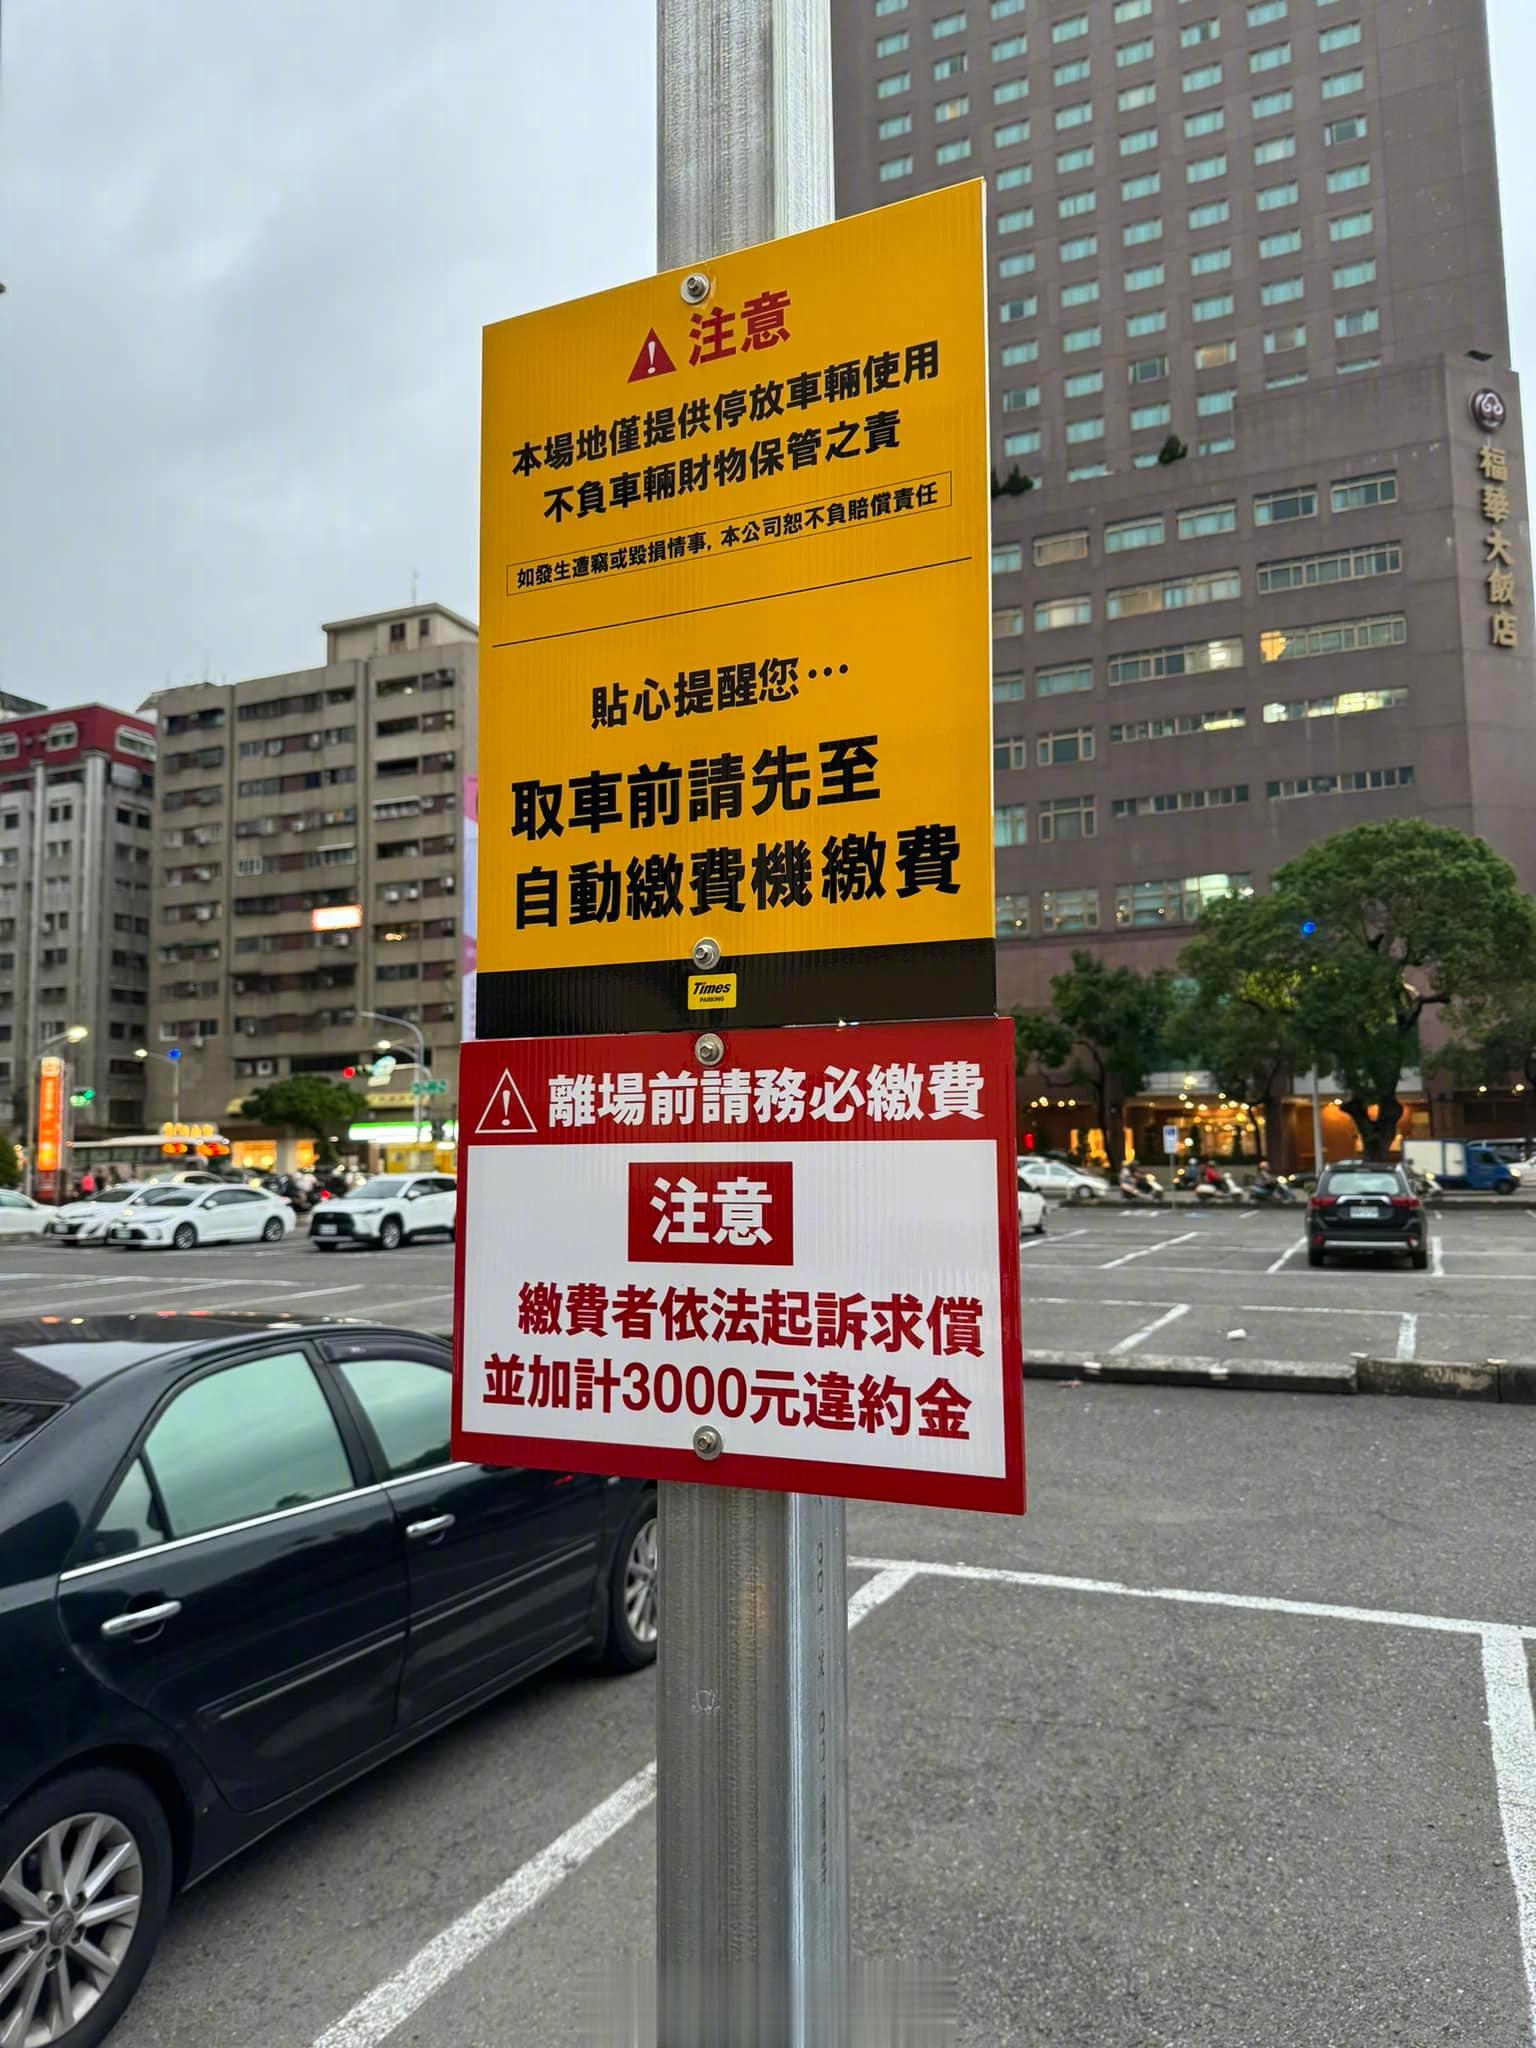 注意
本場地僅提供停放車輛使用
不負車輛財物保管之責
如發生遭竊或毀損情事,本公司恕不負賠償責任
貼心提醒您…
取車前請先至
自動繳費機繳費
Times
PARKING
離場前請務必繳費
注意
繳費者依法起訴求償
並加計3000元違約金
福華大飯店